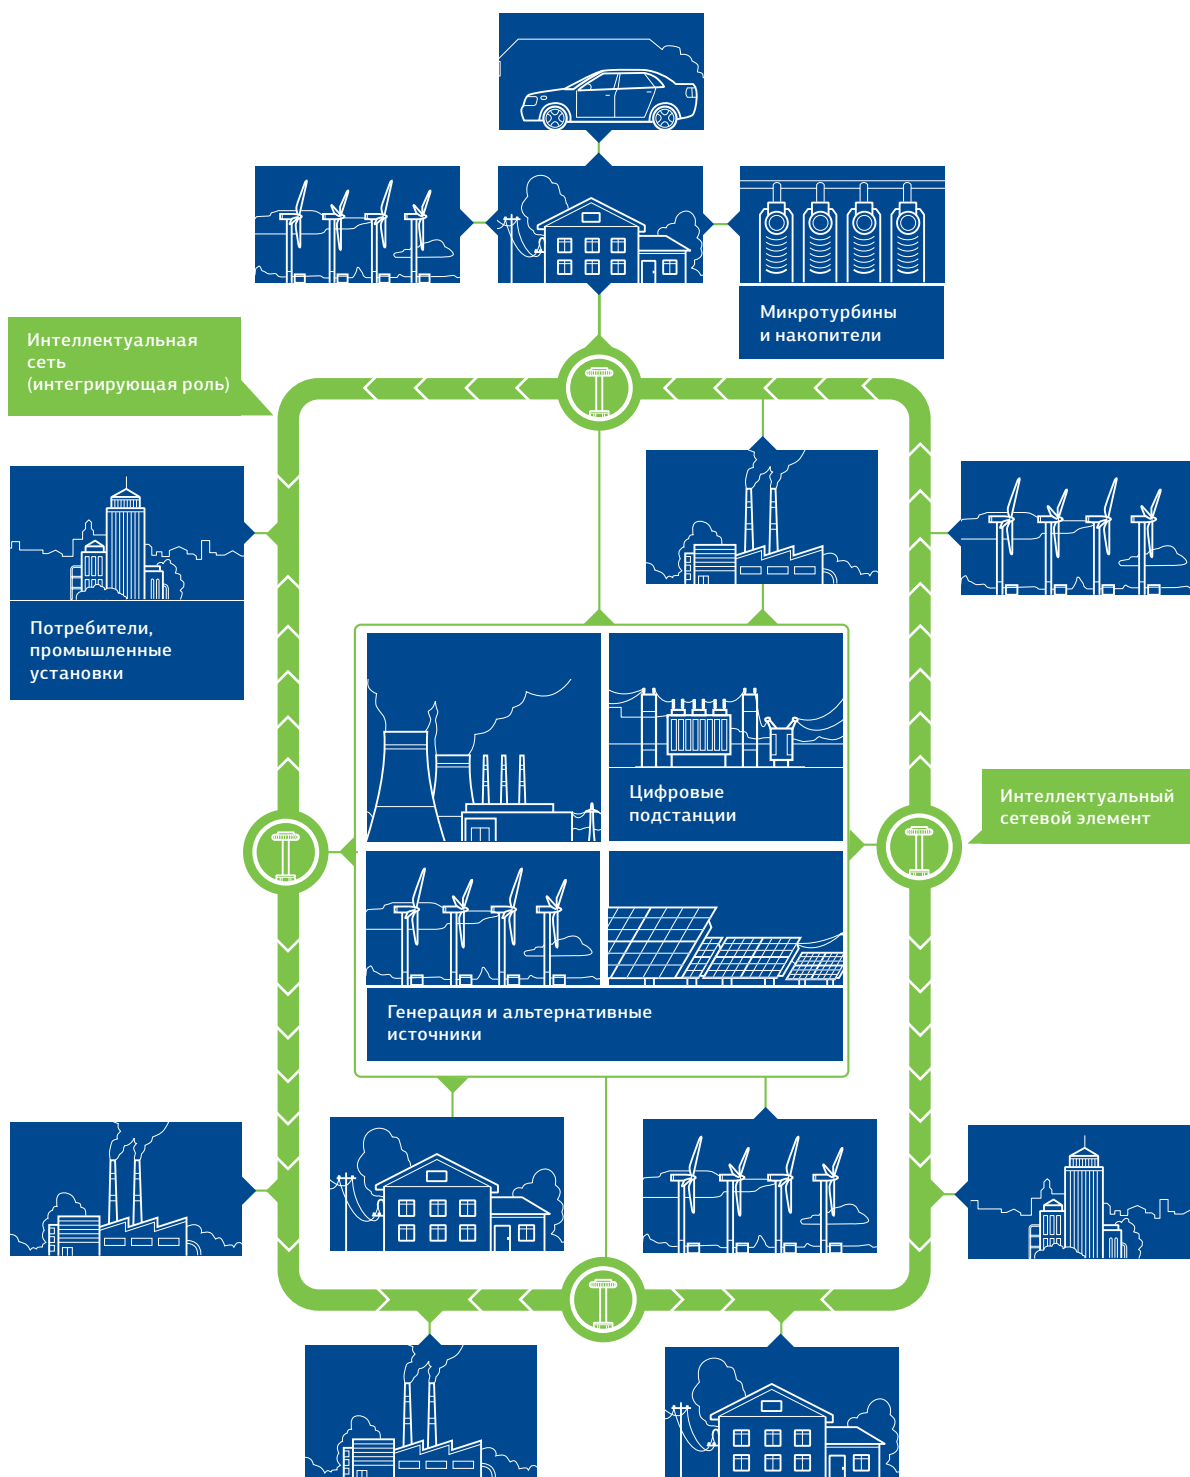 Микротурбины
и накопители
Интеллектуальная
сеть
(интегрирующая роль)
Потребители,
промышленные
установки
Цифровые
подстанции
Интеллектуальный
сетевой элемент
Генерация и альтернативные
источники